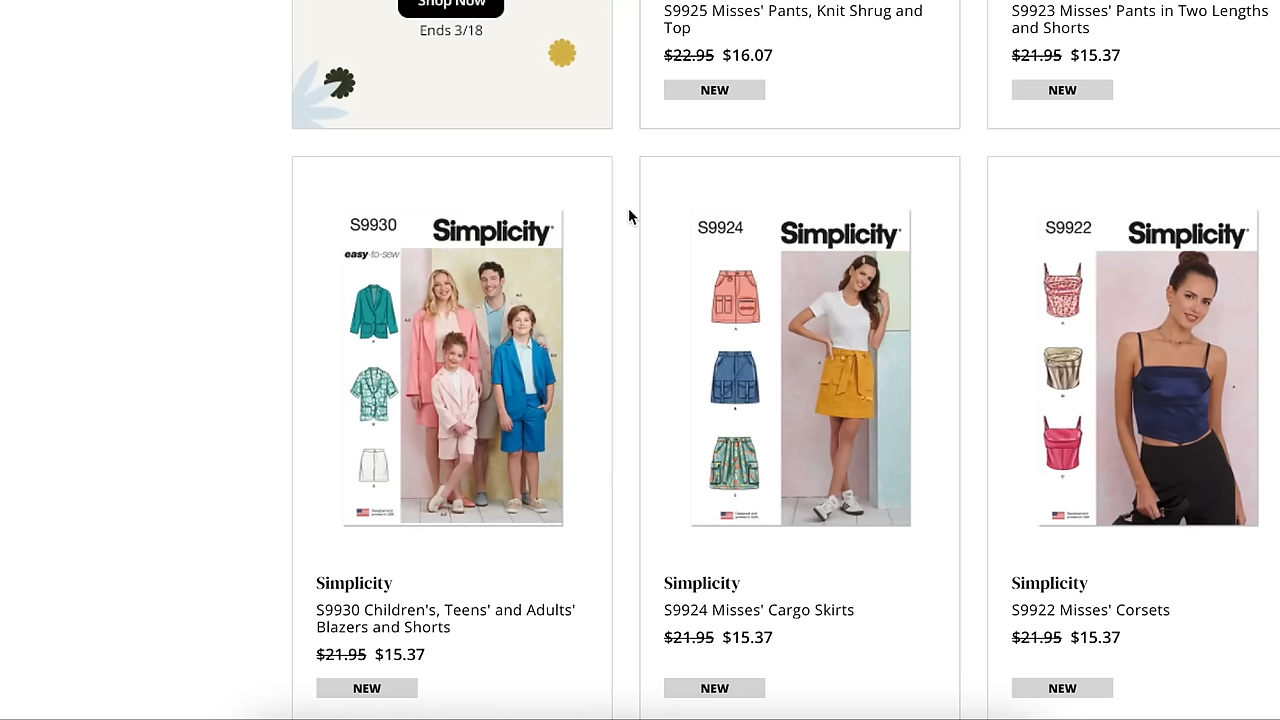 Shop Now
Ends 3/18
S9925 Misses' Pants, Knit Shrug and
Top
$22.95 $16.07
NEW
S9923 Misses' Pants in Two Lengths
and Shorts
$21.95 $15.37
NEW
S9930
Simplicity
easy-to-sew
Simplicity
S9930 Children's, Teens' and Adults'
Blazers and Shorts
$21.95 $15.37
NEW
S9924
Simplicity
Simplicity
S9924 Misses' Cargo Skirts
$21.95 $15.37
NEW
S9922
Simplicity
Simplicity
S9922 Misses' Corsets
$21.95 $15.37
NEW